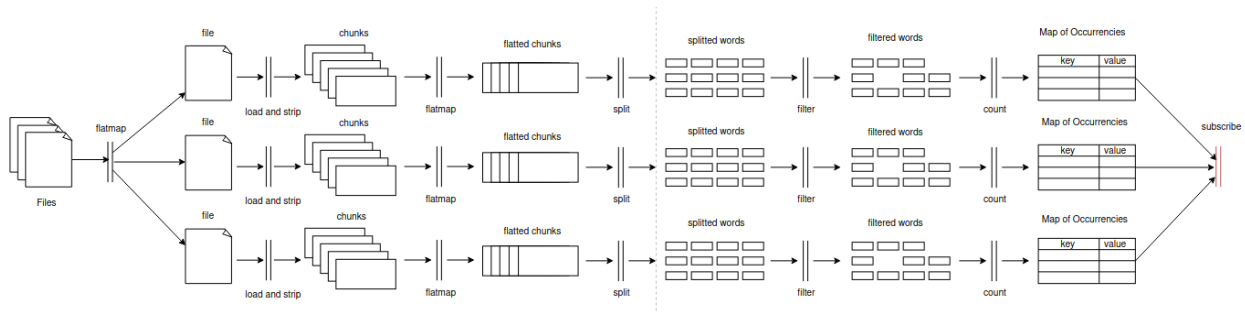 file
chunks
flatted chunks
splitted words
filtered words
Map of Occurrencies
key value
load and strip
flatmap
split
filter
count
flatmap
Files
file
chunks
flatted chunks
splitted words
filtered words
Map of Occurrencies
key value
subscribe
load and strip
flatmap
split
filter
count
file
chunks
flatted chunks
splitted words
filtered words
Map of Occurrencies
key value
load and strip
flatmap
split
filter
count